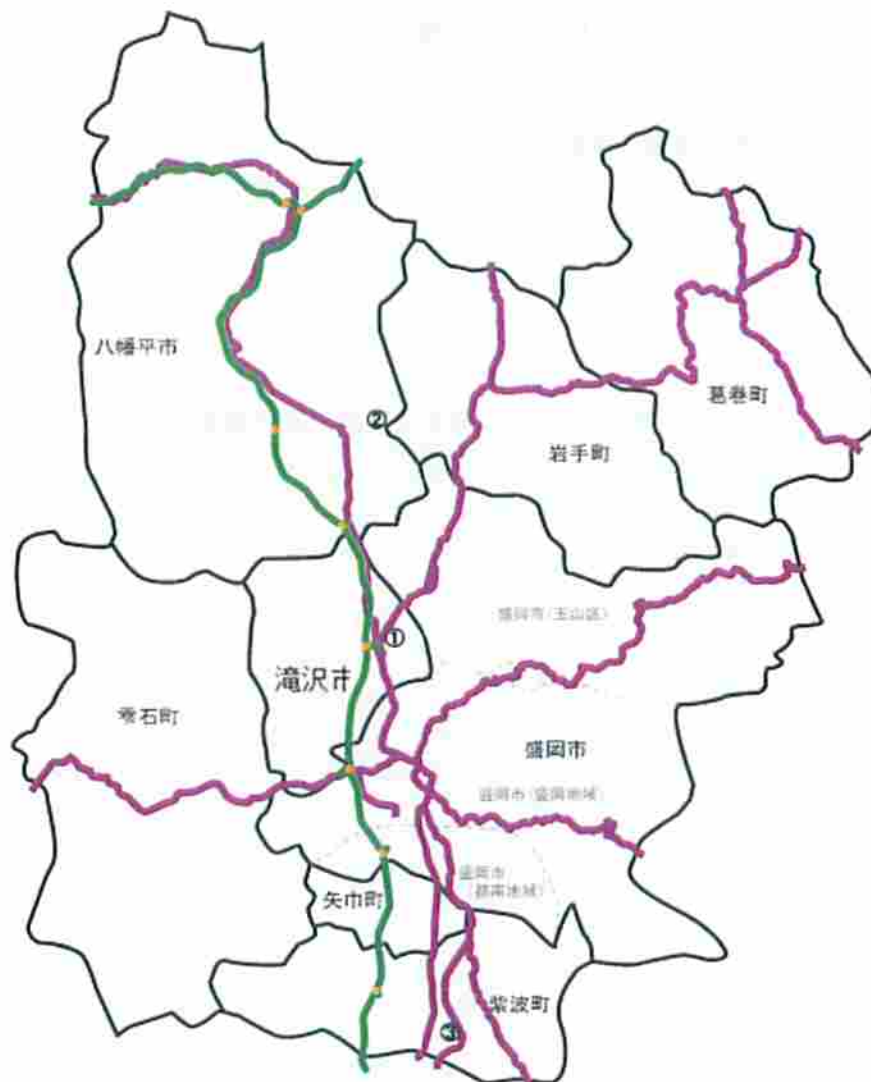 八幡平市
②
葛巻町
岩手町
盛岡市(玉山区)
①
滝沢市
雫石町
盛岡市
盛岡市(盛岡地域)
盛岡市
(都南地域)
矢巾町
紫波町
③